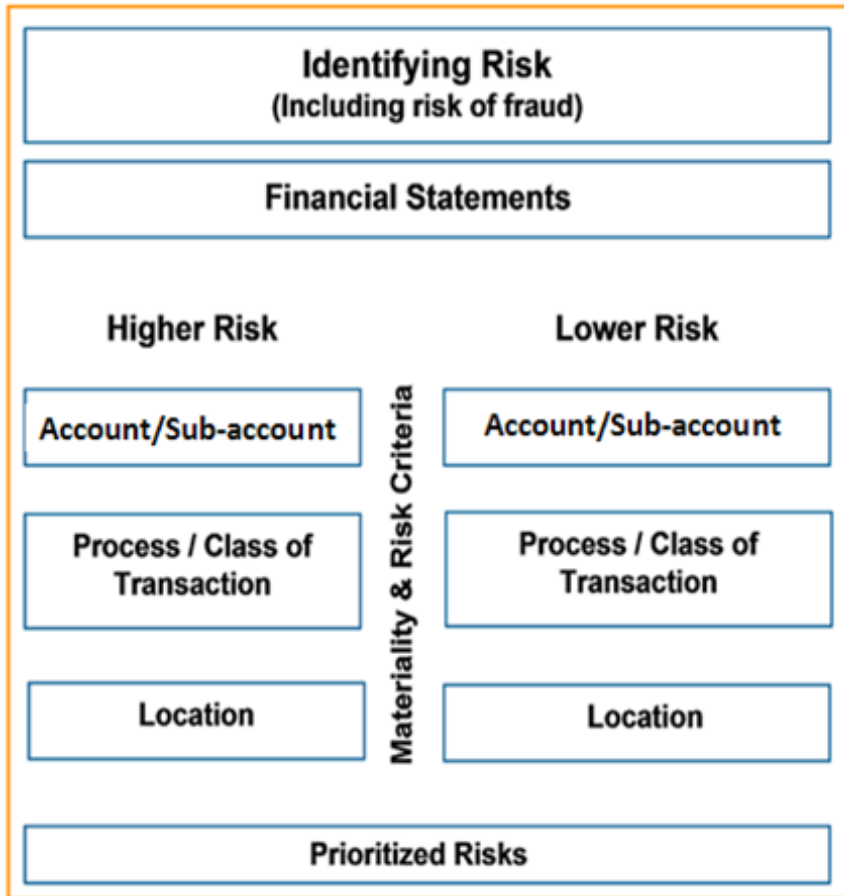 Identifying Risk
(Including risk of fraud)
Financial Statements
Higher Risk
Lower Risk
Account/Sub-account
Account/Sub-account
Process / Class of
Transaction
Materiality & Risk Criteria
Process / Class of
Transaction
Location
Location
Prioritized Risks